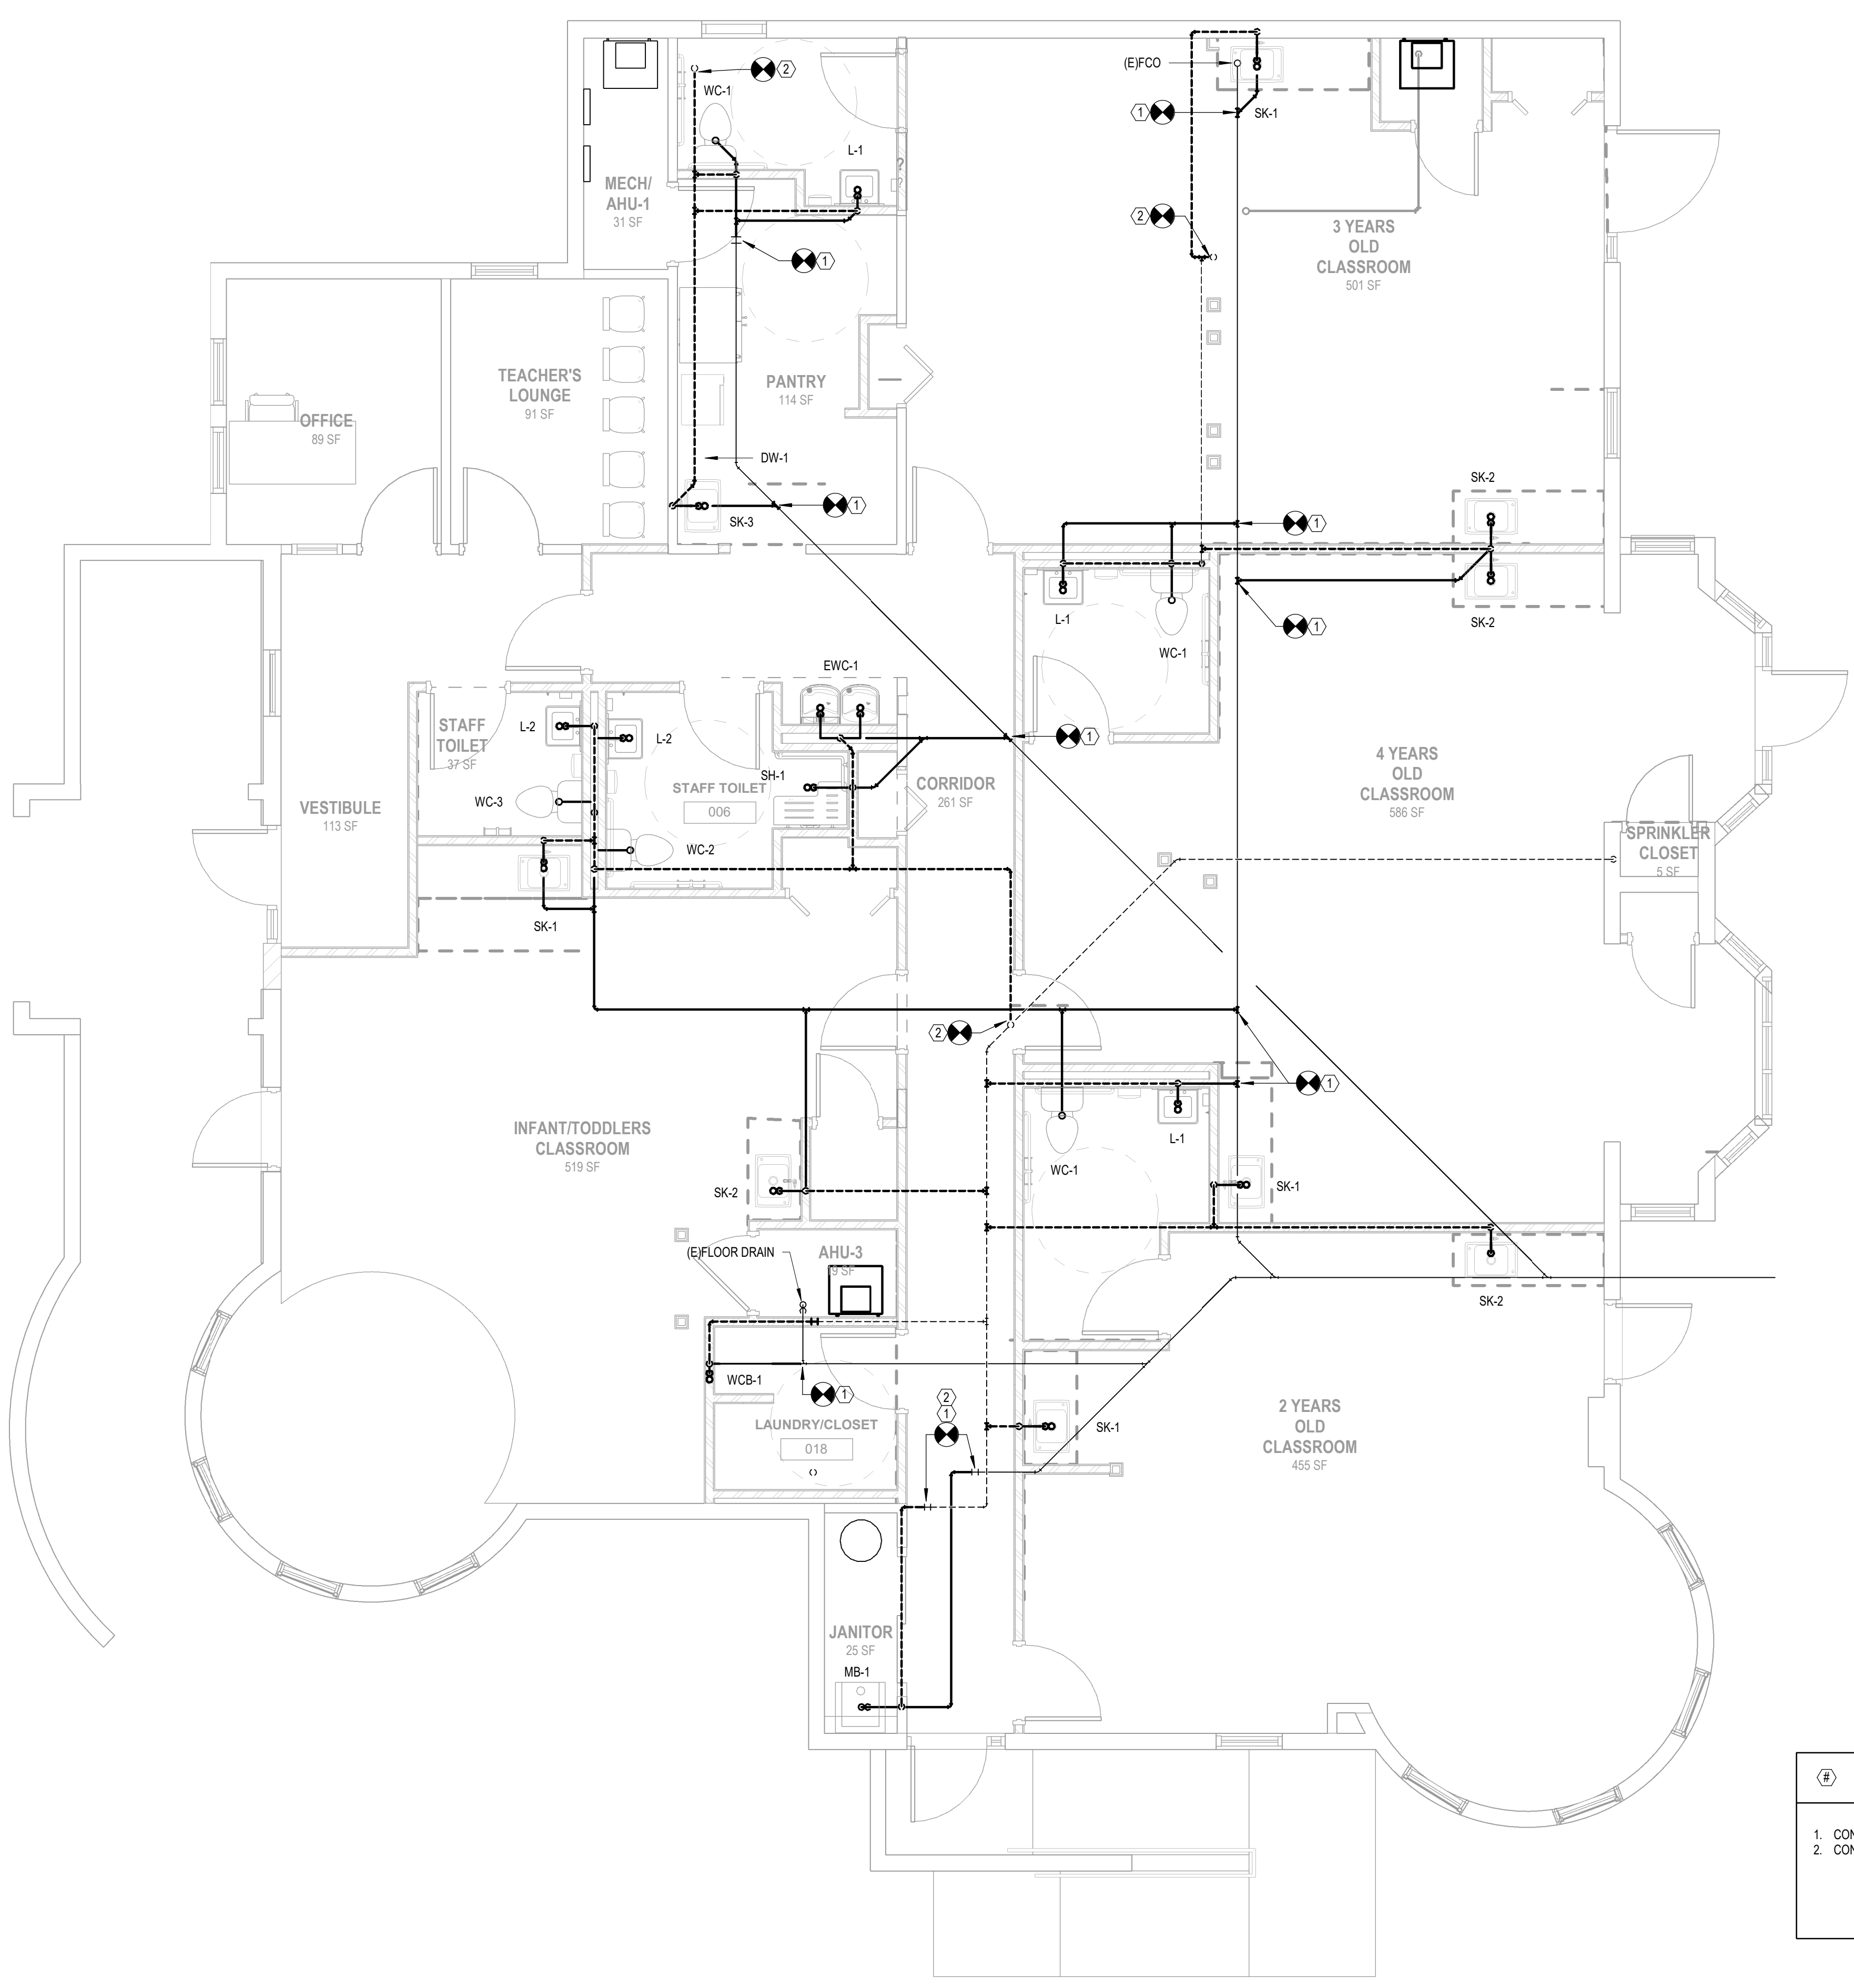 2
WC-1
(E)FCO
1
SK-1
L-1
?
?
MECH/
AHU-1
31 SF
2
3 YEARS
OLD
CLASSROOM
501 SF
1
TEACHER'S
LOUNGE
91 SF
PANTRY
114 SF
OFFICE
89 SF
DW-1
SK-2
1
SK-3
1
L-1
SK-2
1
WC-1
EWC-1
STAFF
TOILET
37 SF
L-2
L-2
1
SH-1
STAFF TOILET
006
CORRIDOR
261 SF
4 YEARS
OLD
CLASSROOM
586 SF
VESTIBULE
113 SF
WC-3
WC-2
SPRINKLER
CLOSET
5 SF
SK-1
2
1
INFANT/TODDLERS
CLASSROOM
519 SF
L-1
WC-1
SK-2
SK-1
(E)FLOOR DRAIN
AHU-3
9 SF
SK-2
WCB-1
1
2
1
LAUNDRY/CLOSET
018
SK-1
2 YEARS
OLD
CLASSROOM
455 SF
JANITOR
25 SF
MB-1
#
1. CON
2. CON